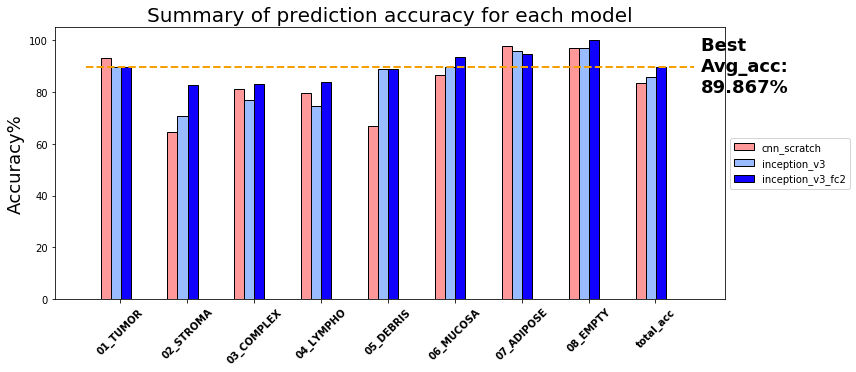 Summary of prediction accuracy for each model
Best
Avg_acc:
89.867%
Accuracy%
100
80
60
40
20
0
cnn_scratch
inception_v3
inception_v3_fc2
01_TUMOR
02_STROMA
03_COMPLEX
04_LYMPHO
05_DEBRIS
06_MUCOSA
07_ADIPOSE
08_EMPTY
total_acc